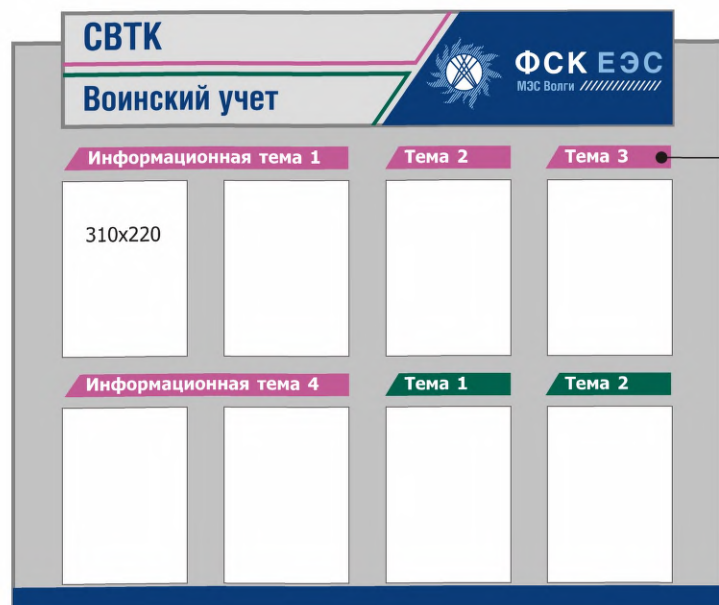 СВТК
Воинский учет
ФСК ЕЭС
МЭС Волги
Информационная тема 1
Тема 2
Тема 3
310х220
Информационная тема 4
Тема 1
Тема 2